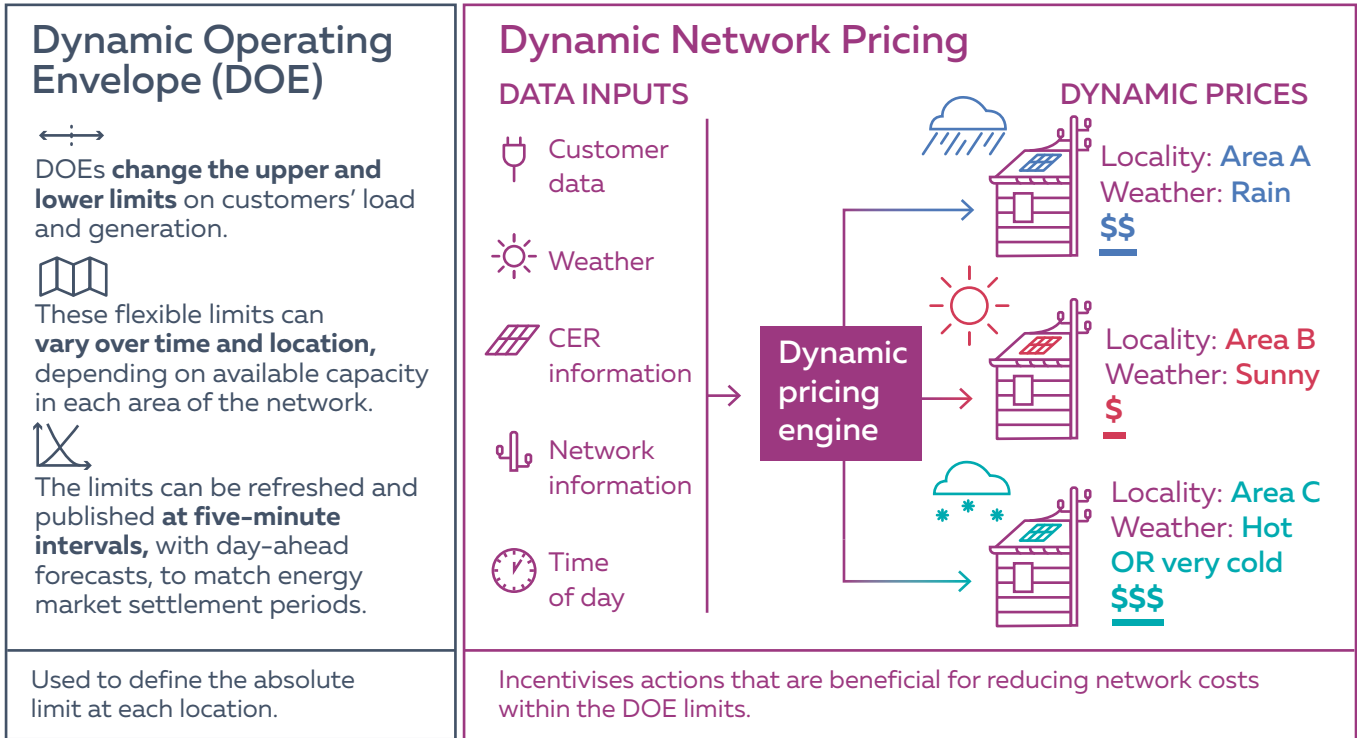 Dynamic Operating
Envelope (DOE)
DOEs change the upper and
lower limits on customers’ load
and generation.
These flexible limits can
vary over time and location,
depending on available capacity
in each area of the network.
The limits can be refreshed and
published at five-minute
intervals, with day-ahead
forecasts, to match energy
market settlement periods.
Used to define the absolute
limit at each location.
Dynamic Network Pricing
DATA INPUTS
Customer
data
Weather
CER
information
Network
information
Time
of day
Dynamic
pricing
engine
DYNAMIC PRICES
Locality: Area A
Weather: Rain
$$
Locality: Area B
Weather: Sunny
$
Locality: Area C
Weather: Hot
OR very cold
$$$
Incentivises actions that are beneficial for reducing network costs
within the DOE limits.